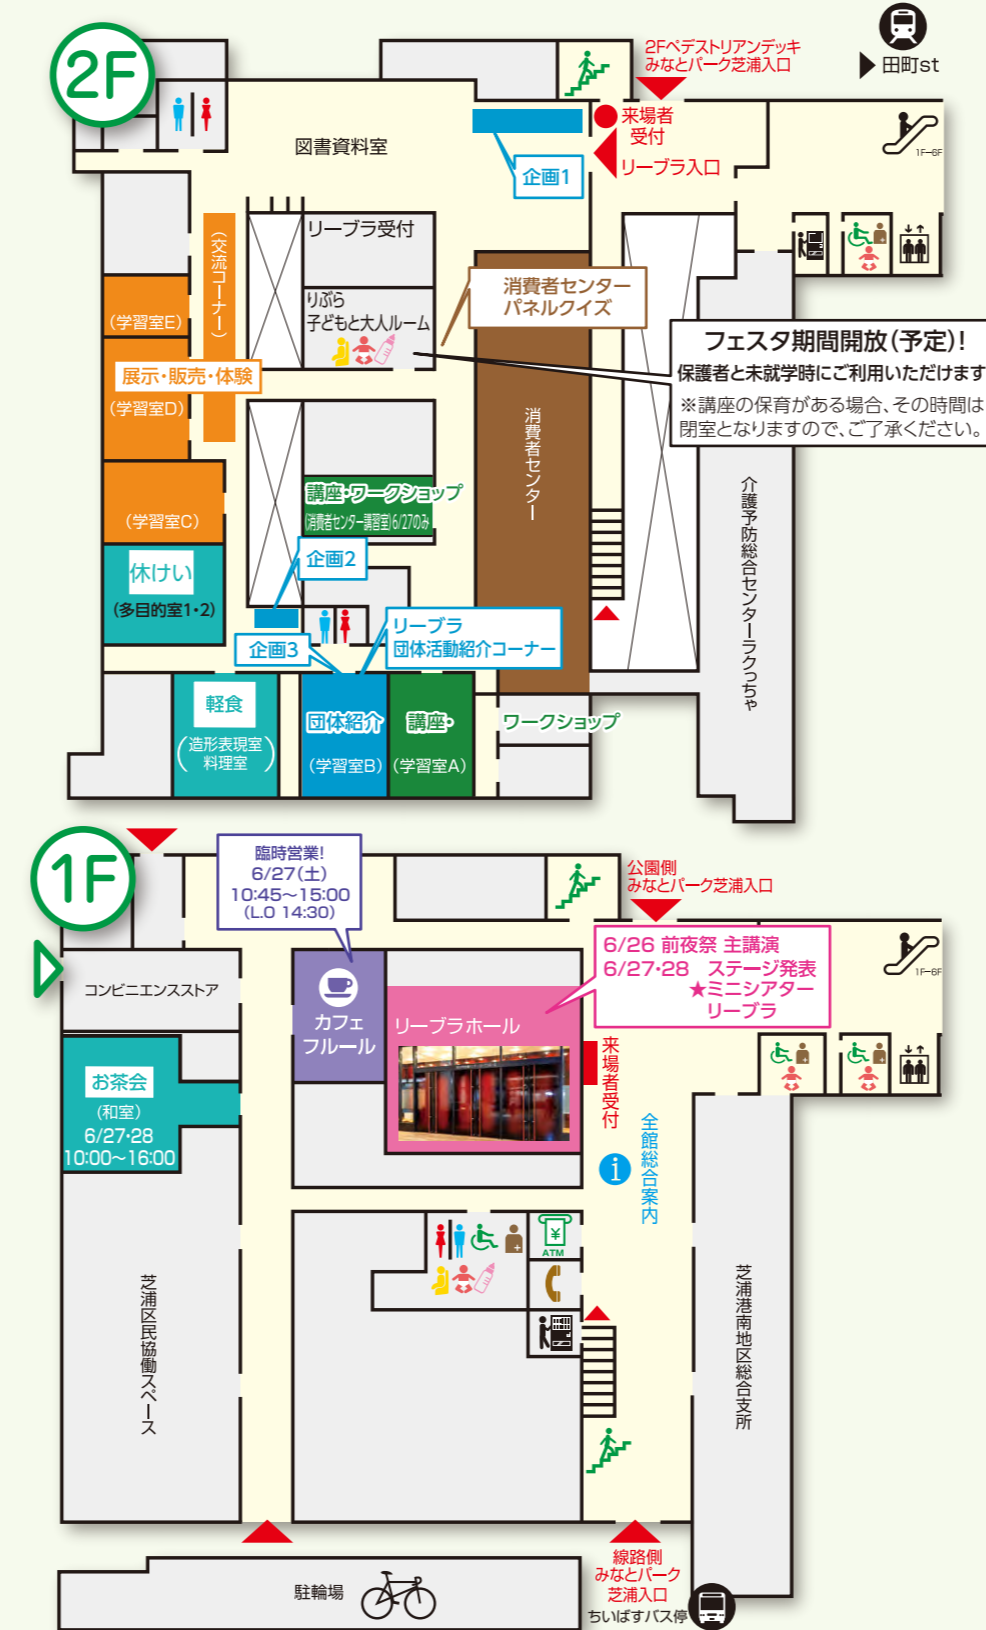 2F
2Fペデストリアンデッキ
みなとパーク芝浦入口
田町st
来場者
受付
リーブラ入口
1F-6F
図書資料室
企画1
リーブラ受付
りぶら
子どもと大人ルーム
(交流コーナー)
消費者センター
パネルクイズ
フェスタ期間開放(予定)!
保護者と未就学時にご利用いただけます
※講座の保育がある場合、その時間は
閉室となりますので、ご了承ください。
(学習室E)
展示・販売・体験
(学習室D)
(学習室C)
消費者センター
講座・ワークショップ
(消費者センター講習室)6/27のみ
介護予防総合センターラクっちゃ
企画2
休けい
(多目的室1・2)
企画3
リーブラ
団体活動紹介コーナー
軽食
(造形表現室
料理室)
団体紹介
(学習室B)
講座・
ワークショップ
(学習室A)
1F
臨時営業!
6/27(土)
10:45〜15:00
(L.O 14:30)
公園側
みなとパーク芝浦入口
6/26 前夜祭 主講演
6/27・28 ステージ発表
★ミニシアター
リーブラ
1F-6F
コンビニエンスストア
カフェ
フルール
リーブラホール
来場者受付
お茶会
(和室)
6/27・28
10:00〜16:00
全館総合案内
i
¥
ATM
芝浦区民協働スペース
芝浦港南地区総合支所
線路側
みなとパーク
芝浦入口
ちいばすバス停
駐輪場